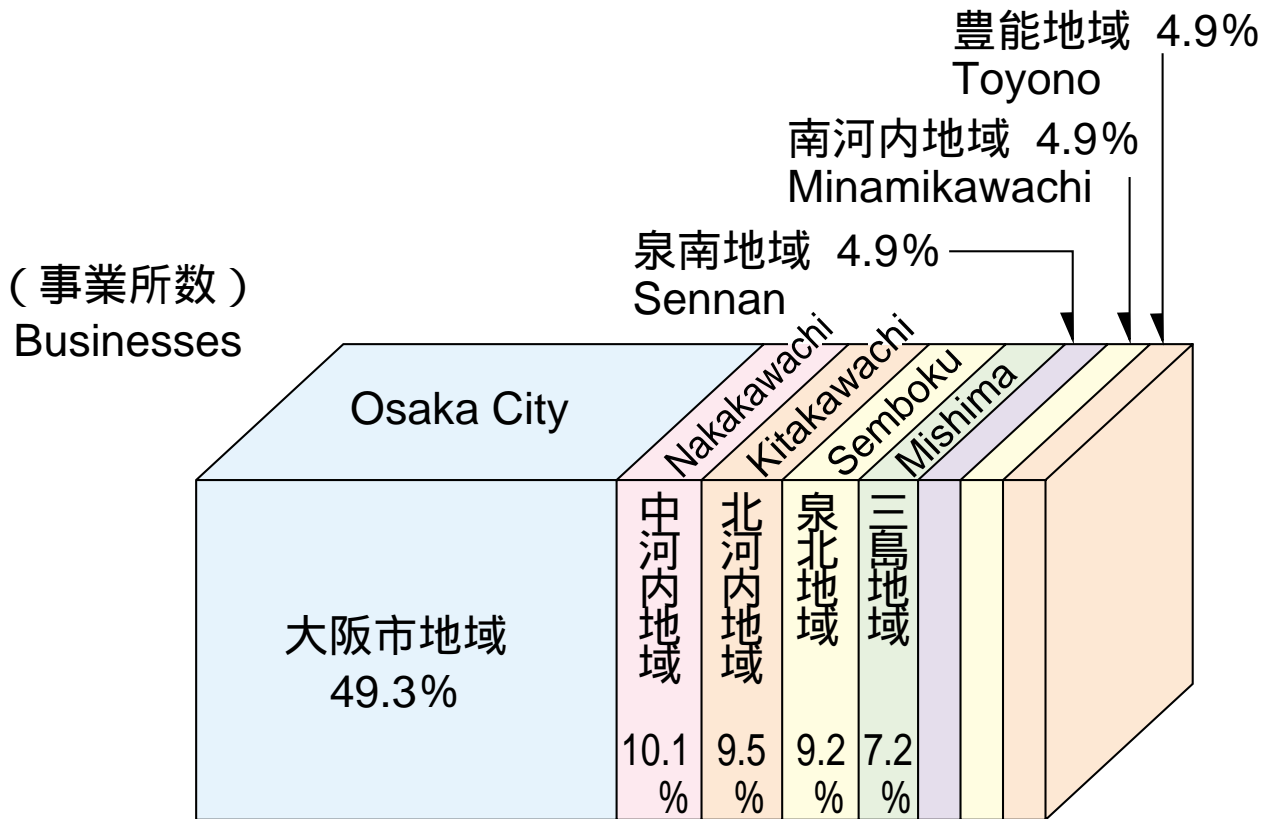 豊能地域 4.9%
Toyono
南河内地域 4.9%
Minamikawachi
泉南地域 4.9%
Sennan
(事業所数)
Businesses
Osaka City
Nakakawachi
Kitakawachi
Semboku
Mishima
大阪市地域
49.3%
中河内地域
10.1
%
北河内地域
9.5
%
泉北地域
9.2
%
三島地域
7.2
%